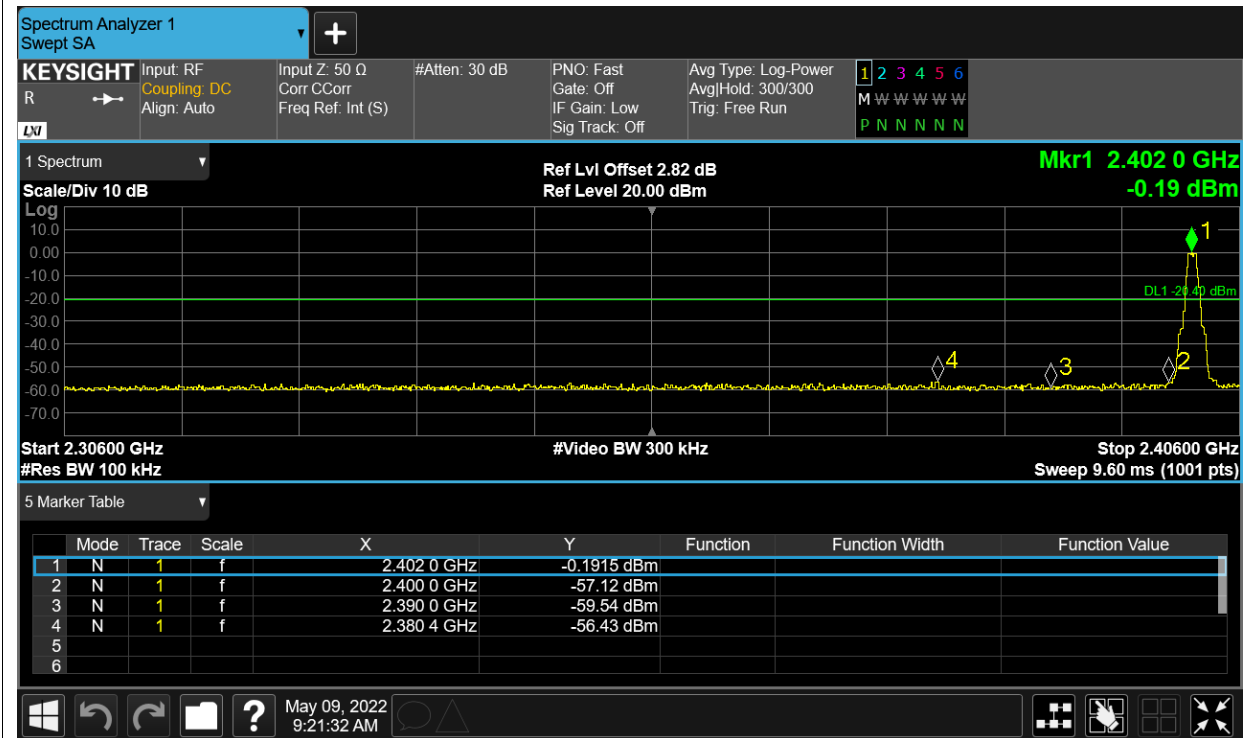 Spectrum Analyzer 1
Swept SA
KEYSIGHT
R
LXI
Input: RF
Coupling: DC
Align: Auto
Input Z: 50 Ω
Corr CCorr
Freq Ref: Int (S)
#Atten: 30 dB
PNO: Fast
Gate: Off
IF Gain: Low
Sig Track: Off
Avg Type: Log-Power
Avg|Hold: 300/300
Trig: Free Run
1 2 3 4 5 6
M W W W W W
P N N N N N
1 Spectrum
Scale/Div 10 dB
Ref Lvl Offset 2.82 dB
Ref Level 20.00 dBm
Mkr1 2.402 0 GHz
-0.19 dBm
Log
10.0
0.00
-10.0
-20.0
-30.0
-40.0
-50.0
-60.0
-70.0
1
DL1 -20.40 dBm
4
3
2
Start 2.30600 GHz
#Res BW 100 kHz
#Video BW 300 kHz
Stop 2.40600 GHz
Sweep 9.60 ms (1001 pts)
5 Marker Table
Mode Trace Scale X Y Function Function Width Function Value
1 N 1 f 2.402 0 GHz -0.1915 dBm
2 N 1 f 2.400 0 GHz -57.12 dBm
3 N 1 f 2.390 0 GHz -59.54 dBm
4 N 1 f 2.380 4 GHz -56.43 dBm
5
6
?
May 09, 2022
9:21:32 AM